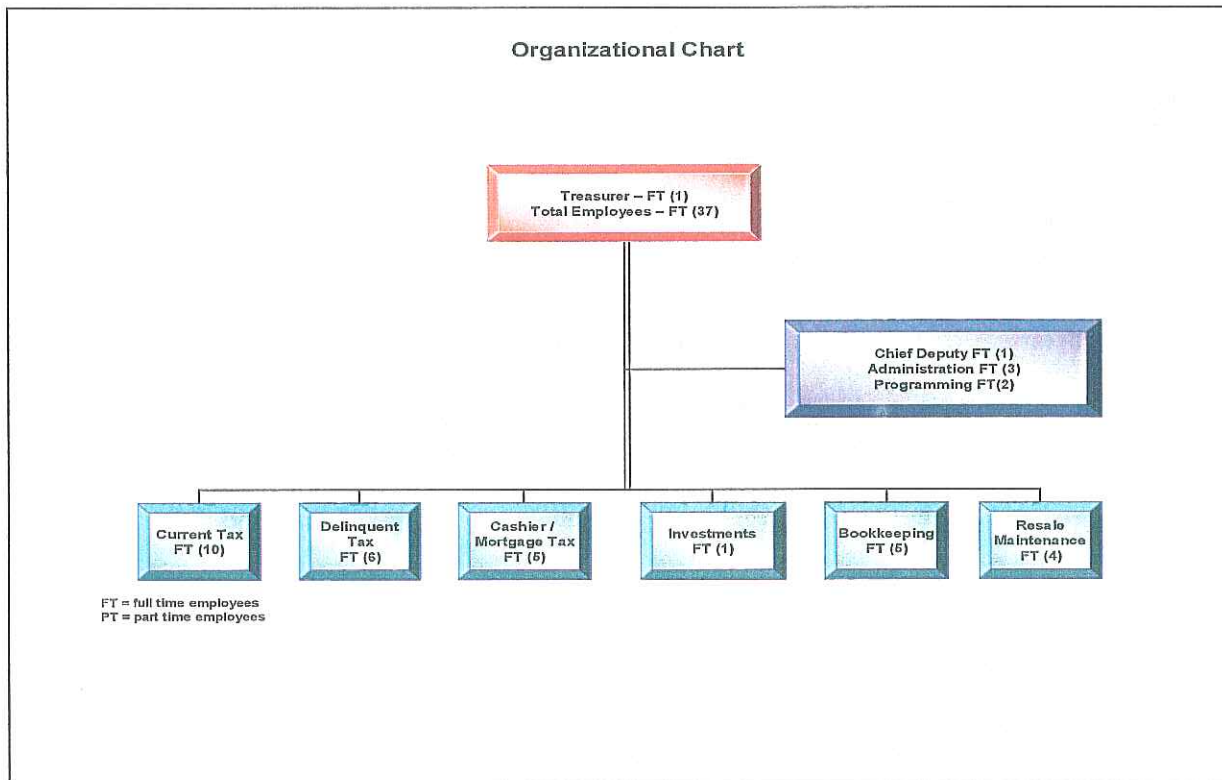 Organizational Chart
Treasurer – FT (1)
Total Employees – FT (37)
Chief Deputy FT (1)
Administration FT (3)
Programming FT(2)
Current Tax
FT (10)
Delinquent
Tax
FT (6)
Cashier /
Mortgage Tax
FT (5)
Investments
FT (1)
Bookkeeping
FT (5)
Resale
Maintenance
FT (4)
FT = full time employees
PT = part time employees